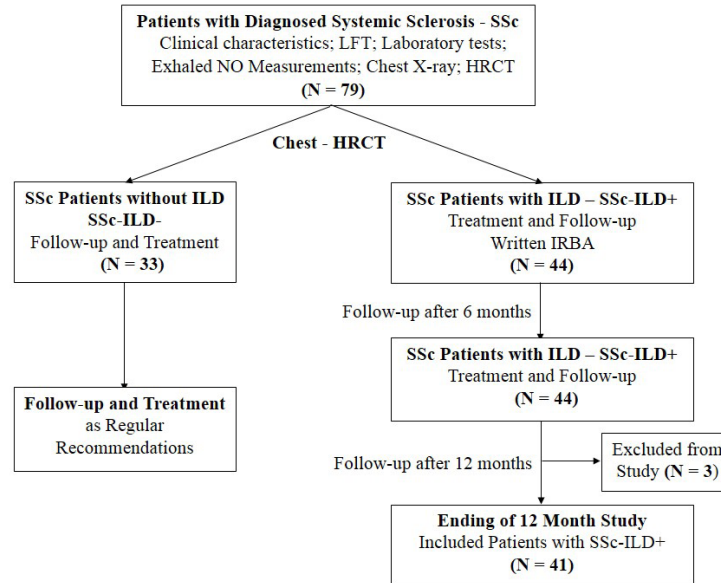 Patients with Diagnosed Systemic Sclerosis - SSc
Clinical characteristics; LFT; Laboratory tests;
Exhaled NO Measurements; Chest X-ray; HRCT
(N = 79)
Chest - HRCT
SSc Patients without ILD
SSc-ILD-
Follow-up and Treatment
(N = 33)
SSc Patients with ILD – SSc-ILD+
Treatment and Follow-up
Written IRBA
(N = 44)
Follow-up after 6 months
SSc Patients with ILD – SSc-ILD+
Treatment and Follow-up
(N = 44)
Follow-up and Treatment
as Regular
Recommendations
Follow-up after 12 months
Excluded from
Study (N = 3)
Ending of 12 Month Study
Included Patients with SSc-ILD+
(N = 41)